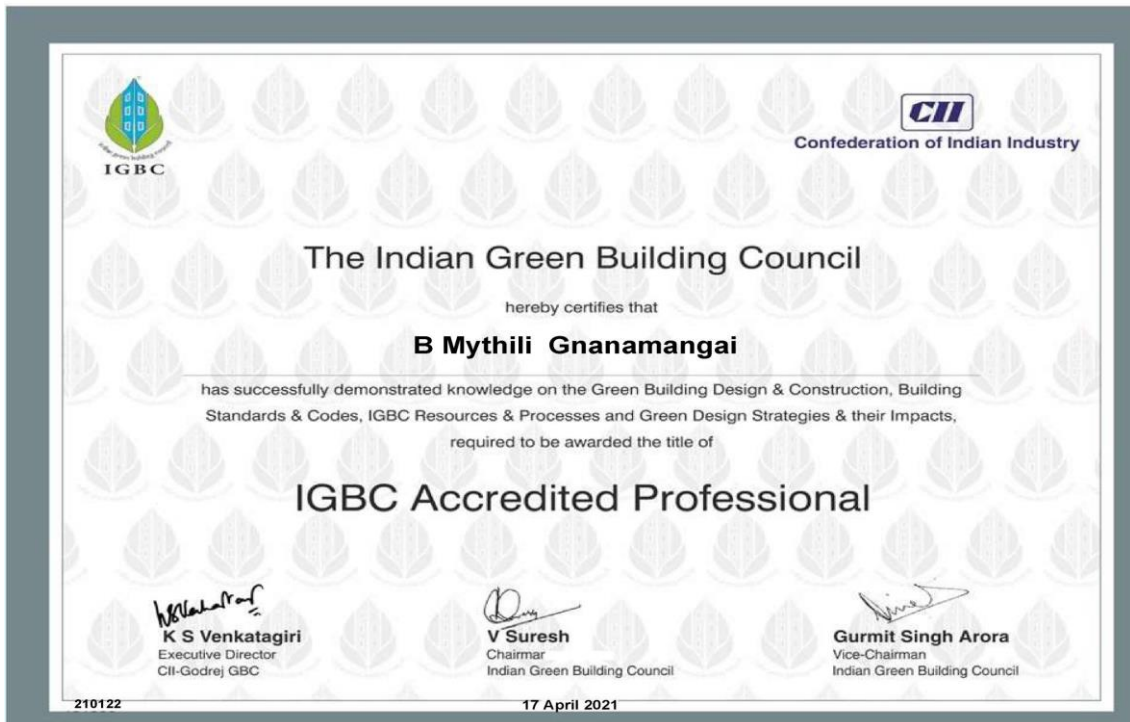 IGBC
CII
Confederation of Indian Industry
The Indian Green Building Council
hereby certifies that
B Mythili Gnanamangai
has successfully demonstrated knowledge on the Green Building Design & Construction, Building
Standards & Codes, IGBC Resources & Processes and Green Design Strategies & their Impacts,
required to be awarded the title of
IGBC Accredited Professional
K S Venkatagiri
Executive Director
CII-Godrej GBC
V Suresh
Chairmar
Indian Green Building Council
Gurmit Singh Arora
Vice-Chairman
Indian Green Building Council
210122
17 April 2021